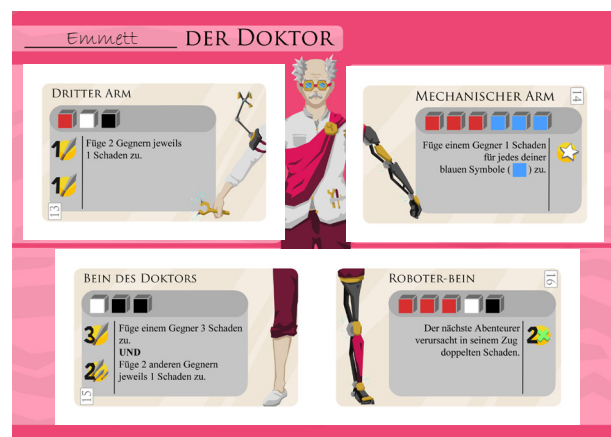 Emmett DER DOKTOR
DRITTER ARM
1
Füge 2 Gegnern jeweils
1 Schaden zu.
1
13
MECHANISCHER ARM
14
Füge einem Gegner 1 Schaden
für jedes deiner
blauen Symbole ( ) zu.
BEIN DES DOKTORS
3
Füge einem Gegner 3 Schaden
zu.
UND
2
Füge 2 anderen Gegnern
jeweils 1 Schaden zu.
15
ROBOTER-BEIN
16
Der nächste Abenteurer
verursacht in seinem Zug
doppelten Schaden.
2